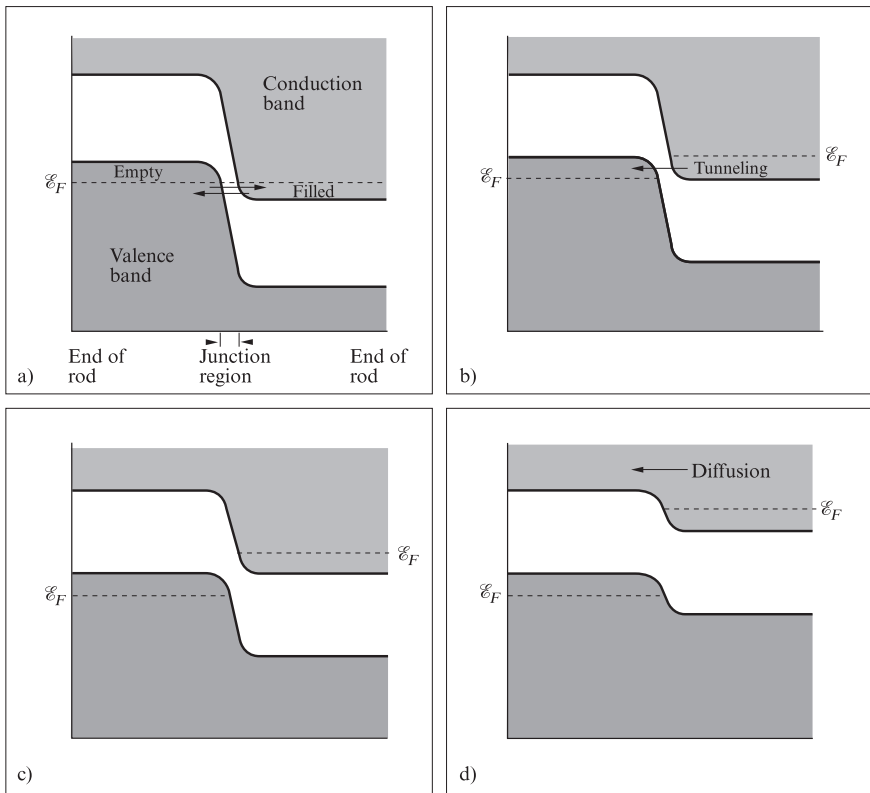 Conduction
band
Empty
ℰF
Filled
Valence
band
End of
rod
Junction
region
End of
rod
a)
ℰF
Tunneling
ℰF
b)
ℰF
ℰF
c)
Diffusion
ℰF
ℰF
d)